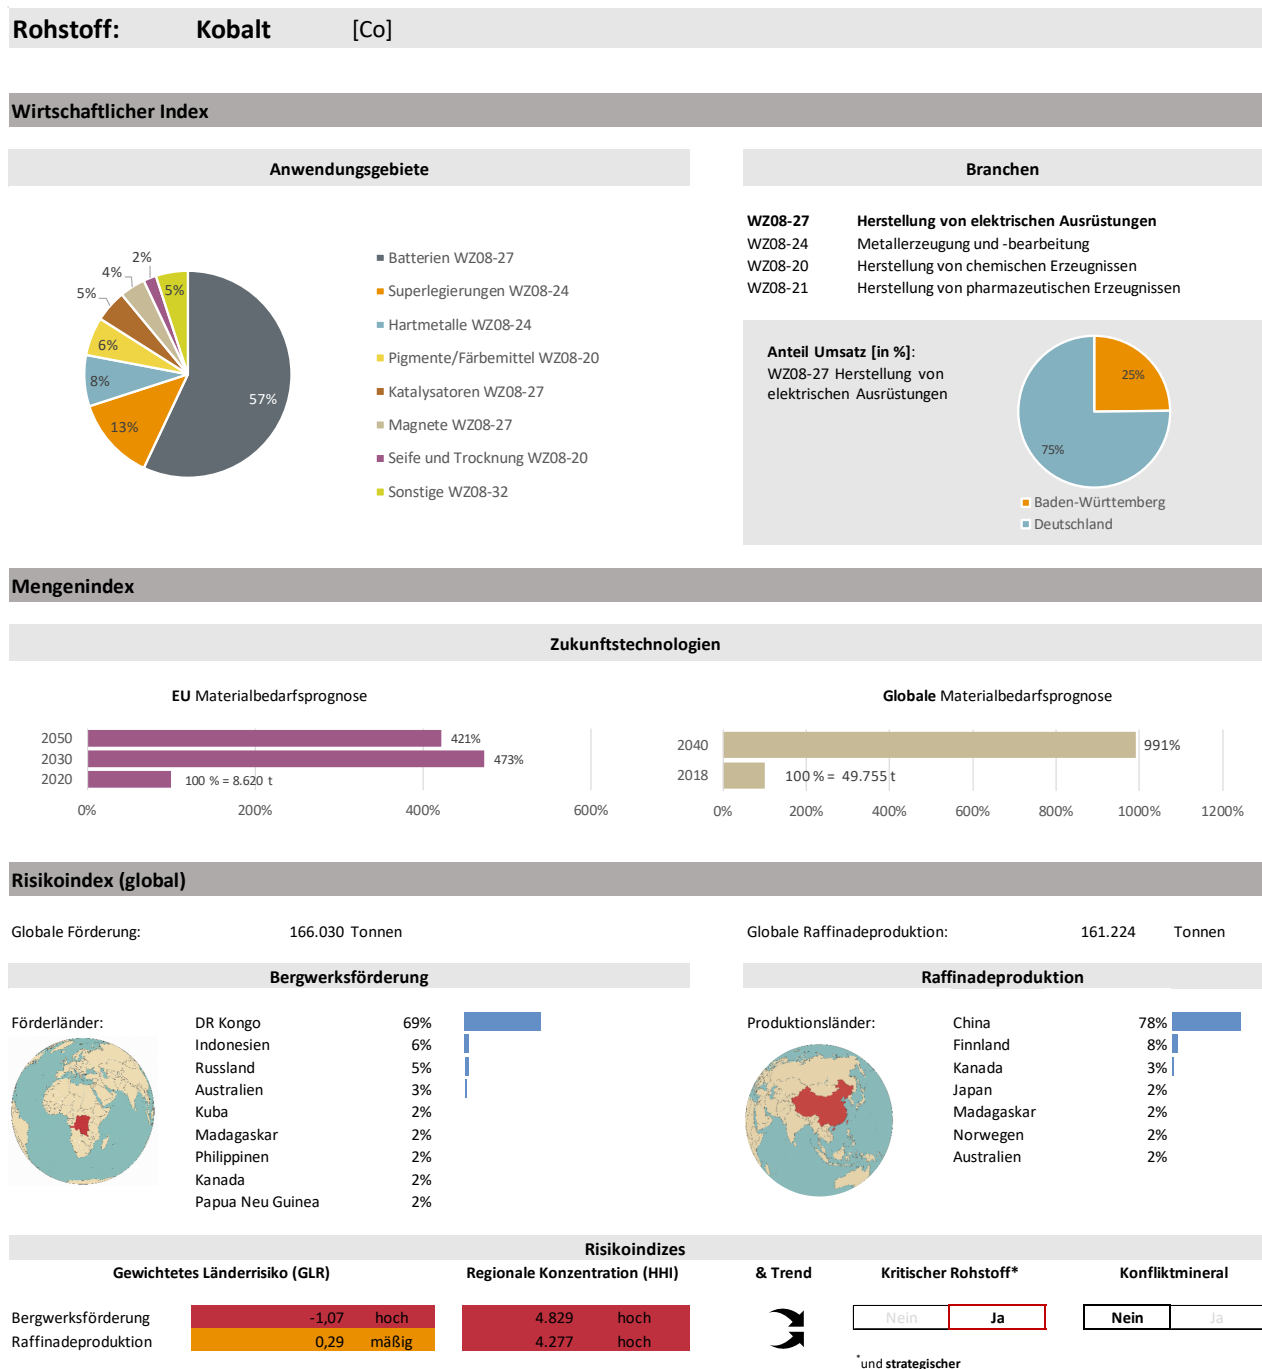 Rohstoff: Kobalt [Co]
Wirtschaftlicher Index
Anwendungsgebiete
57%
13%
8%
6%
5%
4%
2%
5%
Batterien WZ08-27
Superlegierungen WZ08-24
Hartmetalle WZ08-24
Pigmente/Färbemittel WZ08-20
Katalysatoren WZ08-27
Magnete WZ08-27
Seife und Trocknung WZ08-20
Sonstige WZ08-32
Branchen
WZ08-27 Herstellung von elektrischen Ausrüstungen
WZ08-24 Metallerzeugung und -bearbeitung
WZ08-20 Herstellung von chemischen Erzeugnissen
WZ08-21 Herstellung von pharmazeutischen Erzeugnissen
Anteil Umsatz [in %]:
WZ08-27 Herstellung von
elektrischen Ausrüstungen
25%
75%
Baden-Württemberg
Deutschland
Mengenindex
Zukunftstechnologien
EU Materialbedarfsprognose
2050 421%
2030 473%
2020 100 % = 8.620 t
0% 200% 400% 600%
Globale Materialbedarfsprognose
2040 991%
2018 100 % = 49.755 t
0% 200% 400% 600% 800% 1000% 1200%
Risikoindex (global)
Globale Förderung: 166.030 Tonnen
Globale Raffinadeproduktion: 161.224 Tonnen
Bergwerksförderung
Förderländer: DR Kongo 69%
Indonesien 6%
Russland 5%
Australien 3%
Kuba 2%
Madagaskar 2%
Philippinen 2%
Kanada 2%
Papua Neu Guinea 2%
Raffinadeproduktion
Produktionsländer: China 78%
Finnland 8%
Kanada 3%
Japan 2%
Madagaskar 2%
Norwegen 2%
Australien 2%
Risikoindizes
Gewichtetes Länderrisiko (GLR) Regionale Konzentration (HHI) & Trend Kritischer Rohstoff* Konfliktmineral
Bergwerksförderung -1,07 hoch 4.829 hoch Nein Ja Nein Ja
Raffinadeproduktion 0,29 mäßig 4.277 hoch
*und strategischer